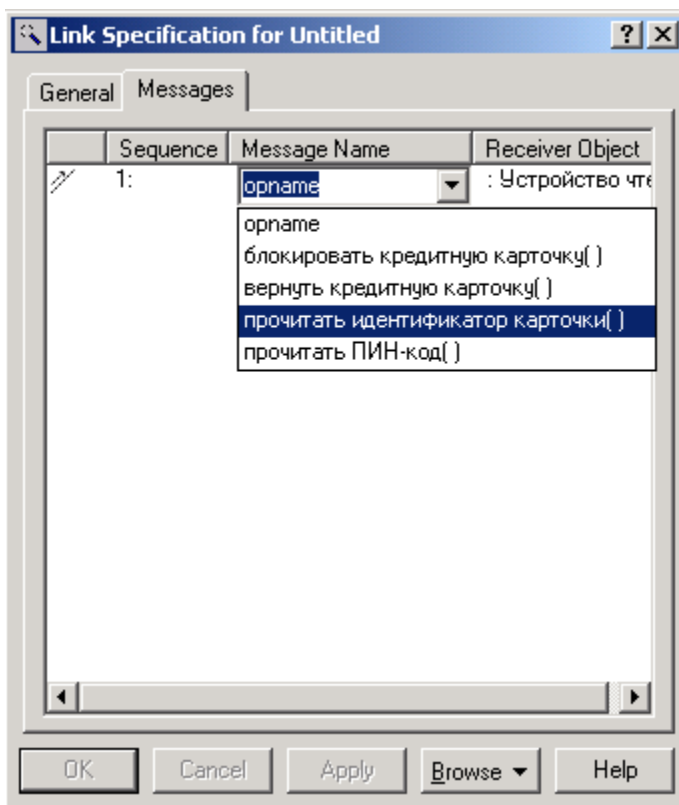 Link Specification for Untitled
General Messages
Sequence Message Name Receiver Object
1: opname : Устройство чте
opname
блокировать кредитную карточку( )
вернуть кредитную карточку( )
прочитать идентификатор карточки( )
прочитать ПИН-код( )
OK Cancel Apply Browse Help